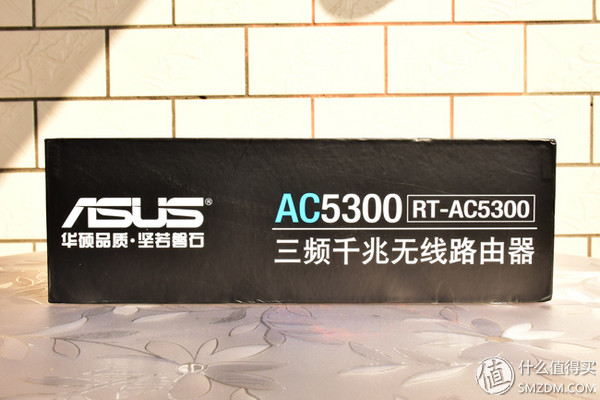 ASUS®
华硕品质·坚若磐石
AC5300 RT-AC5300
三频千兆无线路由器
值 什么值得买
SMZDM.COM